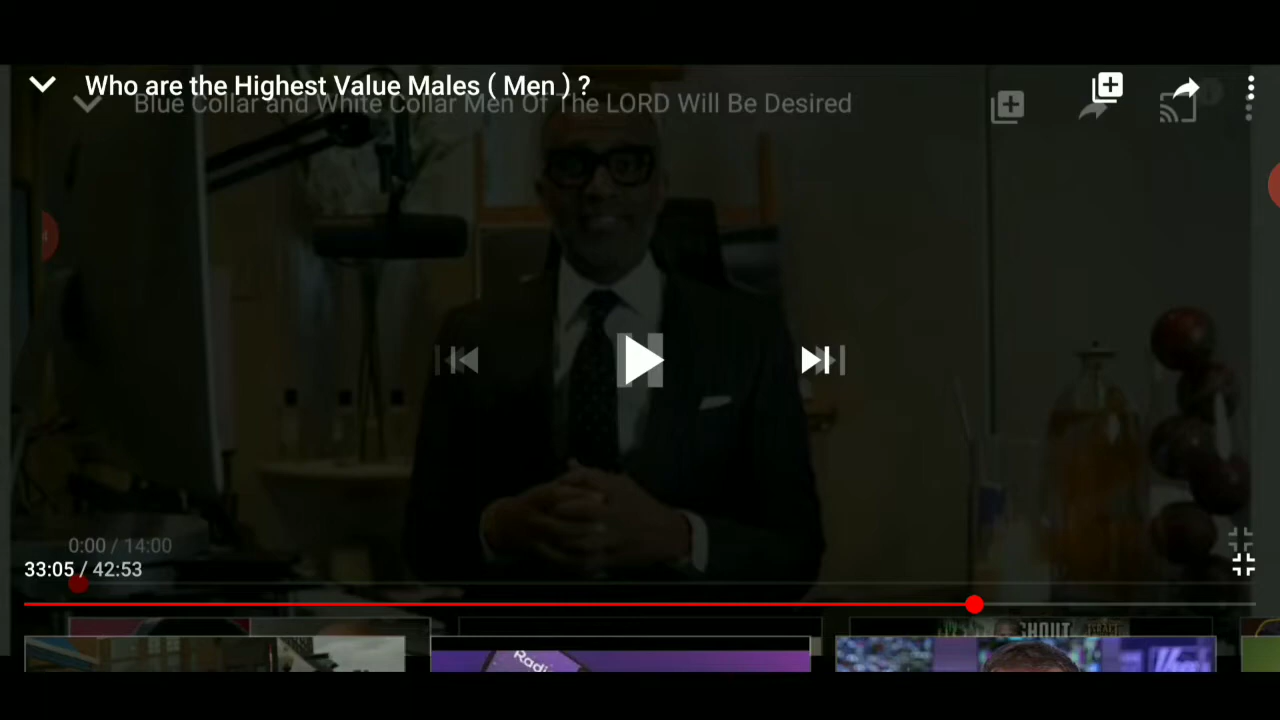 Who are the Highest Value Males ( Men ) ?
Blue Collar and White Collar Men Of The LORD Will Be Desired
0:00 / 14:00
33:05 / 42:53
SHOUT
Radi